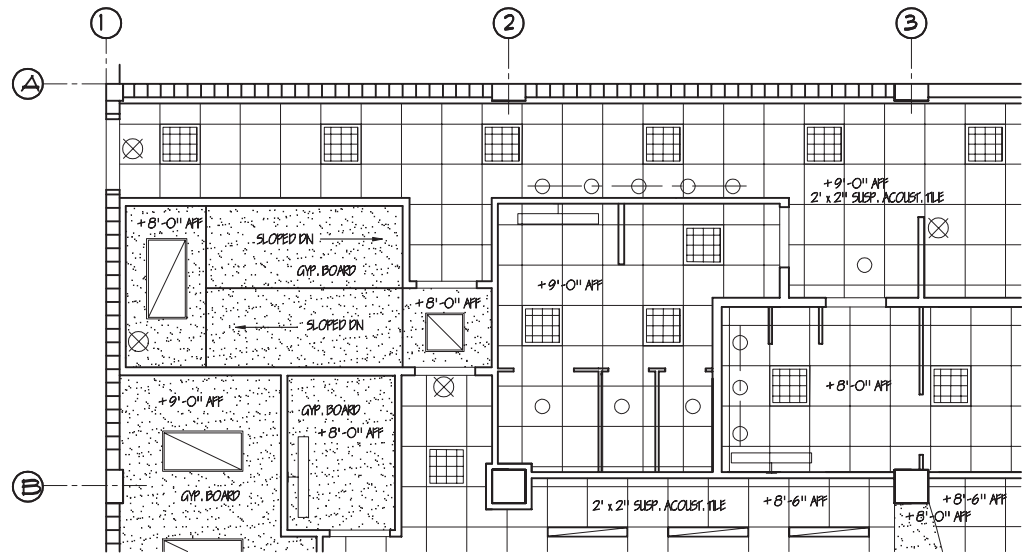 1
2
3
A
+9'-0" AFF
2' x 2" SUSP. ACOUST. TILE
+8'-0" AFF
SLOPED DN
GYP. BOARD
+9'-0" AFF
+8'-0" AFF
SLOPED DN
+8'-0" AFF
+9'-0" AFF
GYP. BOARD
+8'-0" AFF
B
GYP. BOARD
2' x 2" SUSP. ACOUST. TILE
+8'-6" AFF
+8'-6" AFF
+8'-0" AFF